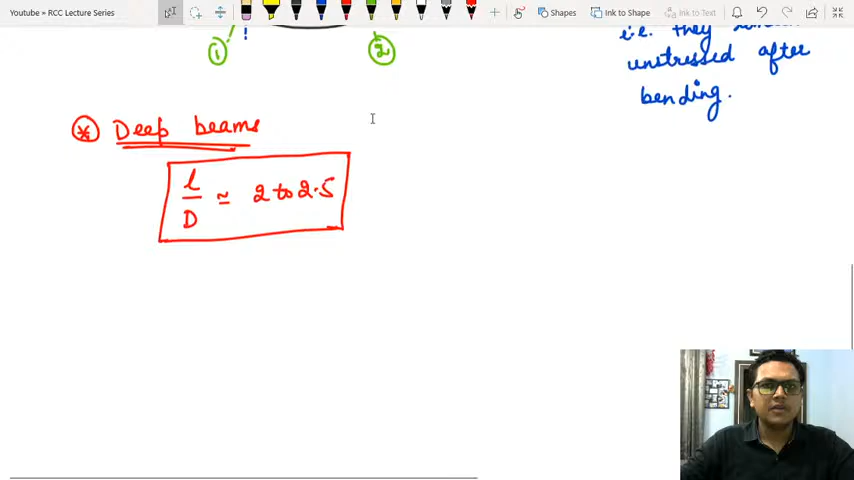 Youtube » RCC Lecture Series
Shapes
Ink to Shape
Ink to Text
i.e. they
unstressed after
bending.
1
2
* Deep beams
l/D ≃ 2 to 2.5